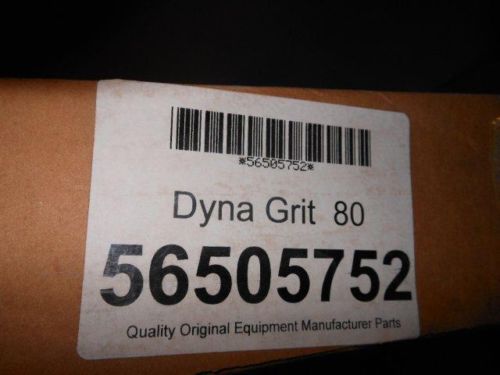 *56505752*
Dyna Grit 80
56505752
Quality Original Equipment Manufacturer Parts